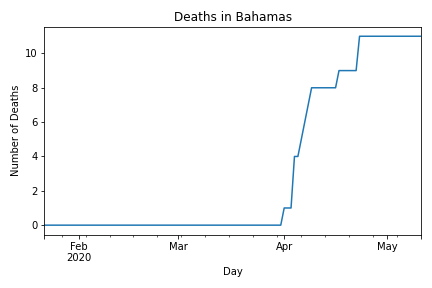 Deaths in Bahamas
Number of Deaths
10
8
6
4
2
0
Feb
2020
Mar
Apr
May
Day